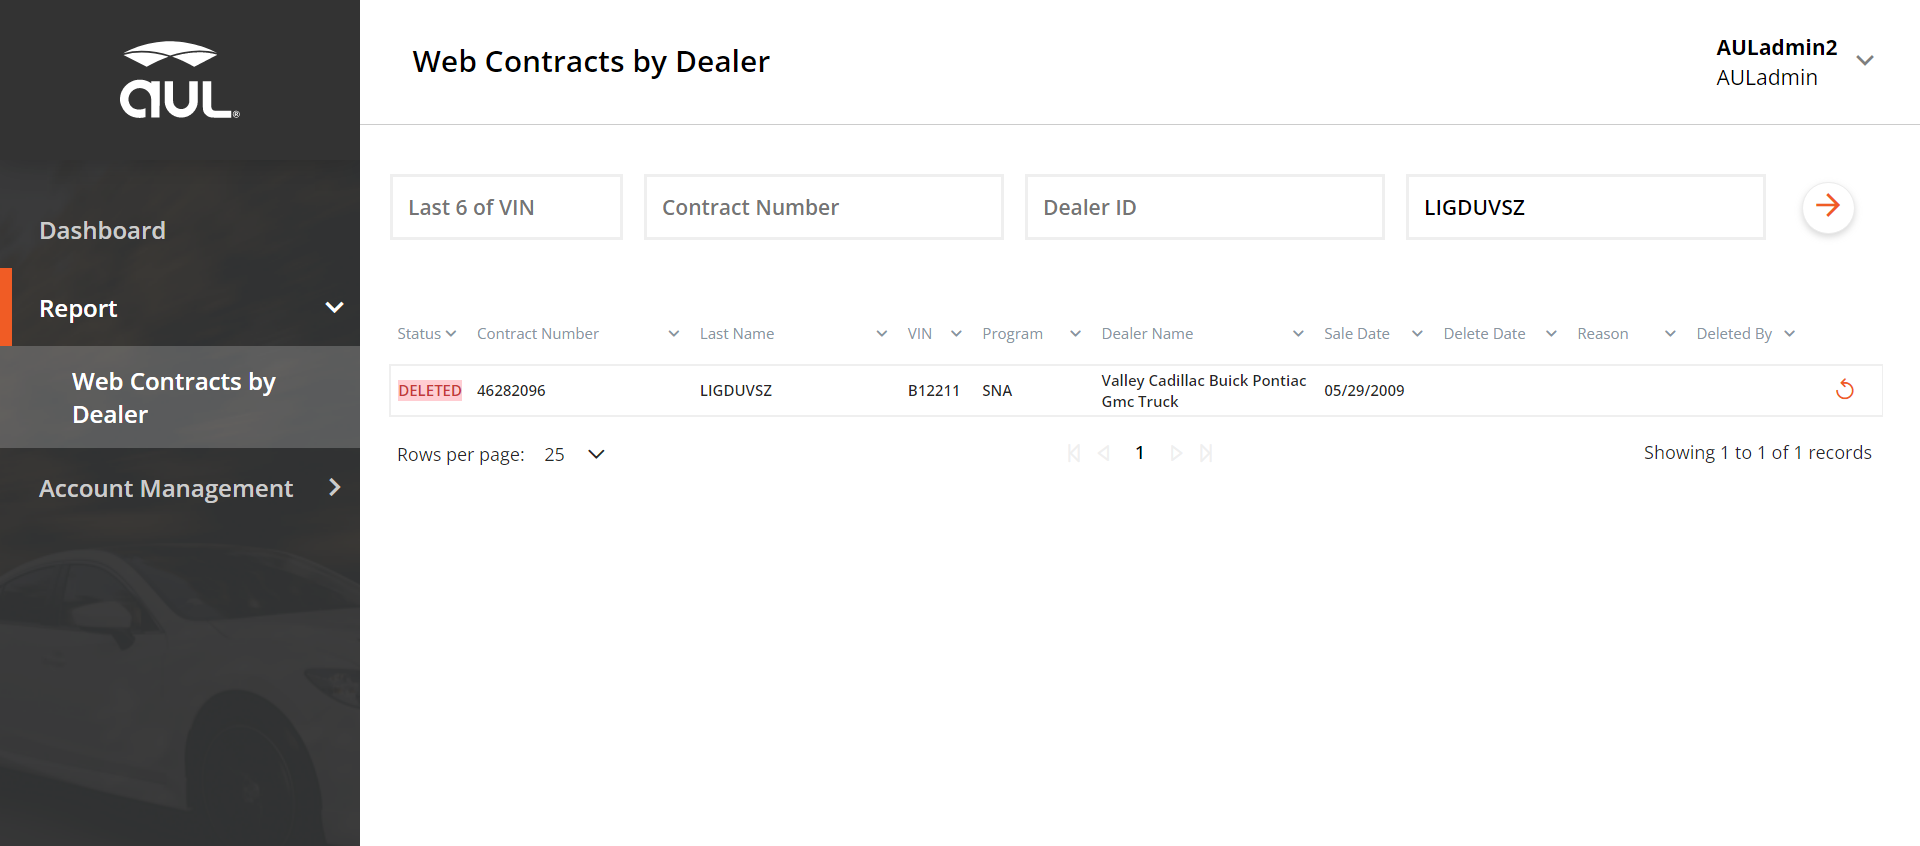 aUL®
Web Contracts by Dealer
AULadmin2
AULadmin
Dashboard
Report
Web Contracts by
Dealer
Account Management
Last 6 of VIN
Contract Number
Dealer ID
LIGDUVSZ
Status Contract Number Last Name VIN Program Dealer Name Sale Date Delete Date Reason Deleted By
DELETED 46282096 LIGDUVSZ B12211 SNA Valley Cadillac Buick Pontiac 05/29/2009
Gmc Truck
Rows per page: 25 1 Showing 1 to 1 of 1 records